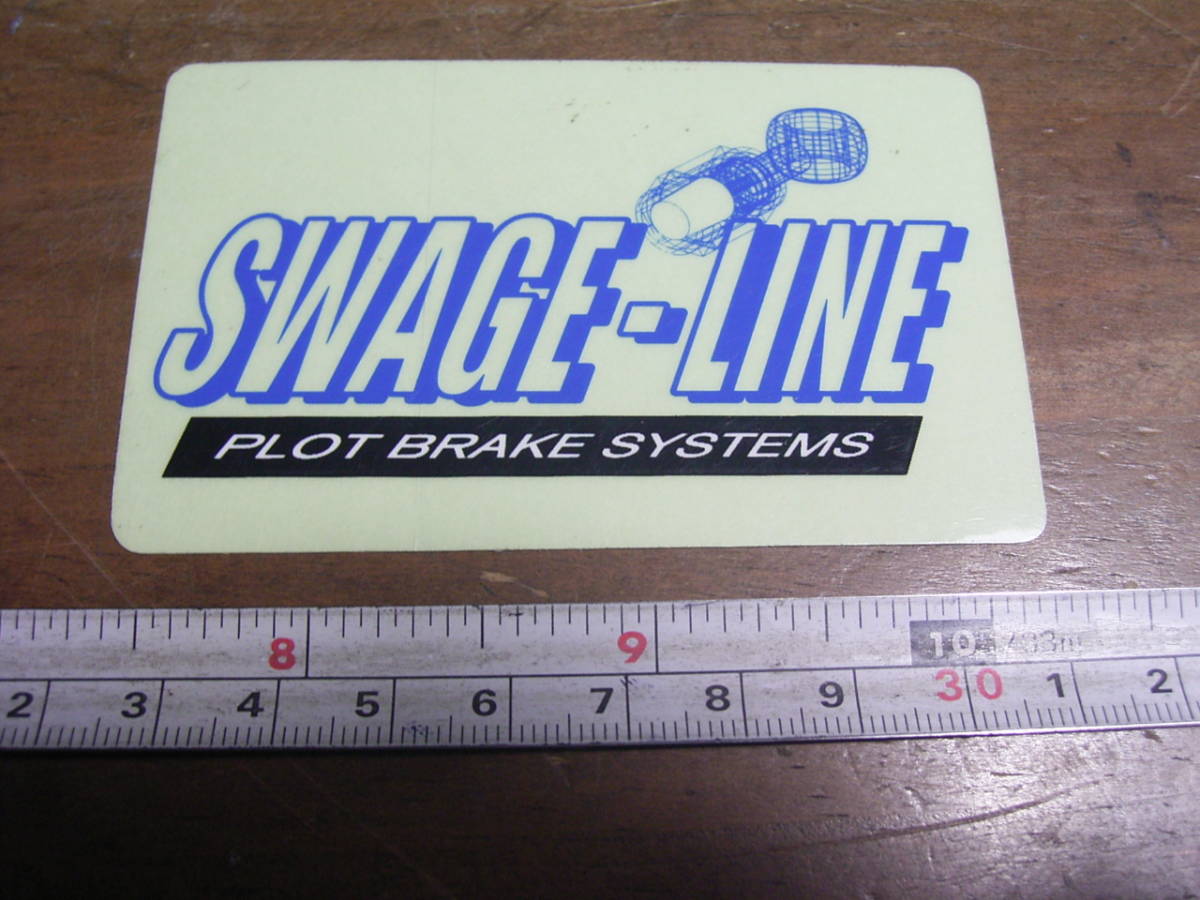 SWAGE-LINE
PLOT BRAKE SYSTEMS
8 9 10
2 3 4 5 6 7 8 9 30 1 2